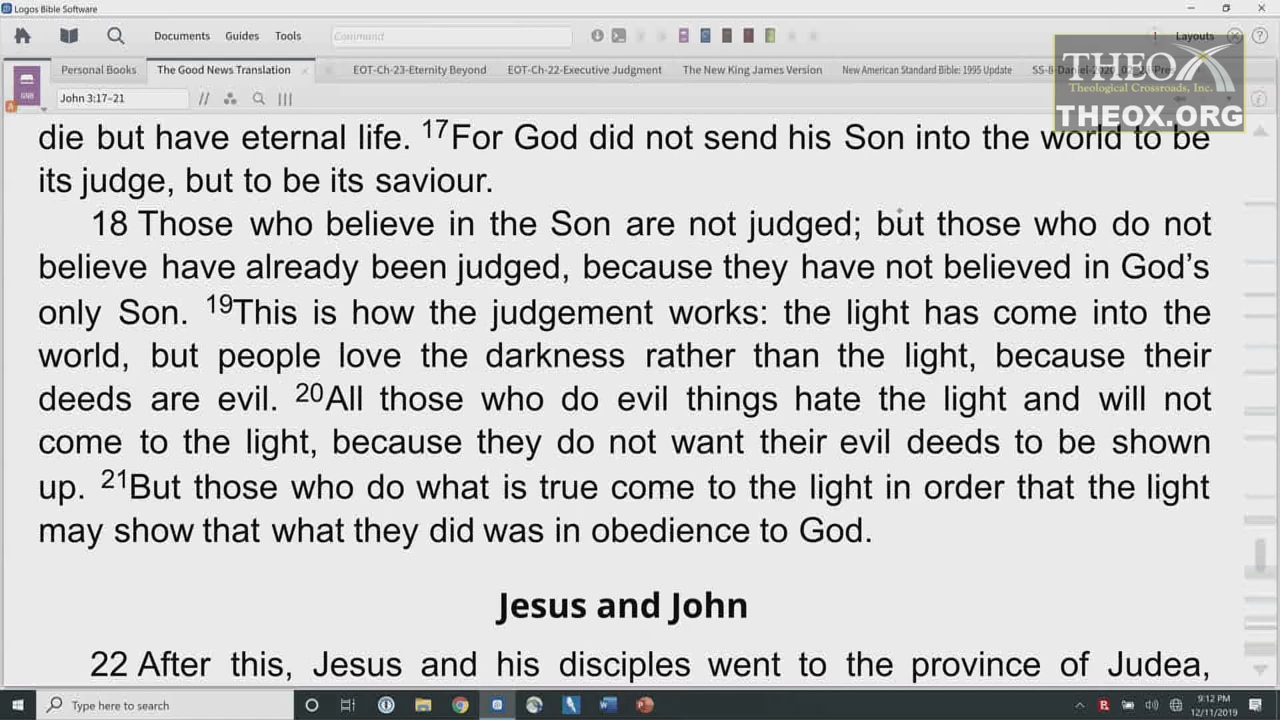 Logos Bible Software
Documents Guides Tools Command Layouts
Personal Books The Good News Translation EOT-Ch-22-Executive Judgment The New King James Version New American Standard Bible: 1995 Update
THEOX
Theological Crossroads, Inc.
THEOX.ORG
GNB
A
John 3:17–21
die but have eternal life. 17For God did not send his Son into the world to be
its judge, but to be its saviour.
18 Those who believe in the Son are not judged; but those who do not
believe have already been judged, because they have not believed in God’s
only Son. 19This is how the judgement works: the light has come into the
world, but people love the darkness rather than the light, because their
deeds are evil. 20All those who do evil things hate the light and will not
come to the light, because they do not want their evil deeds to be shown
up. 21But those who do what is true come to the light in order that the light
may show that what they did was in obedience to God.
Jesus and John
22 After this, Jesus and his disciples went to the province of Judea,
Type here to search
9:12 PM
12/11/2019